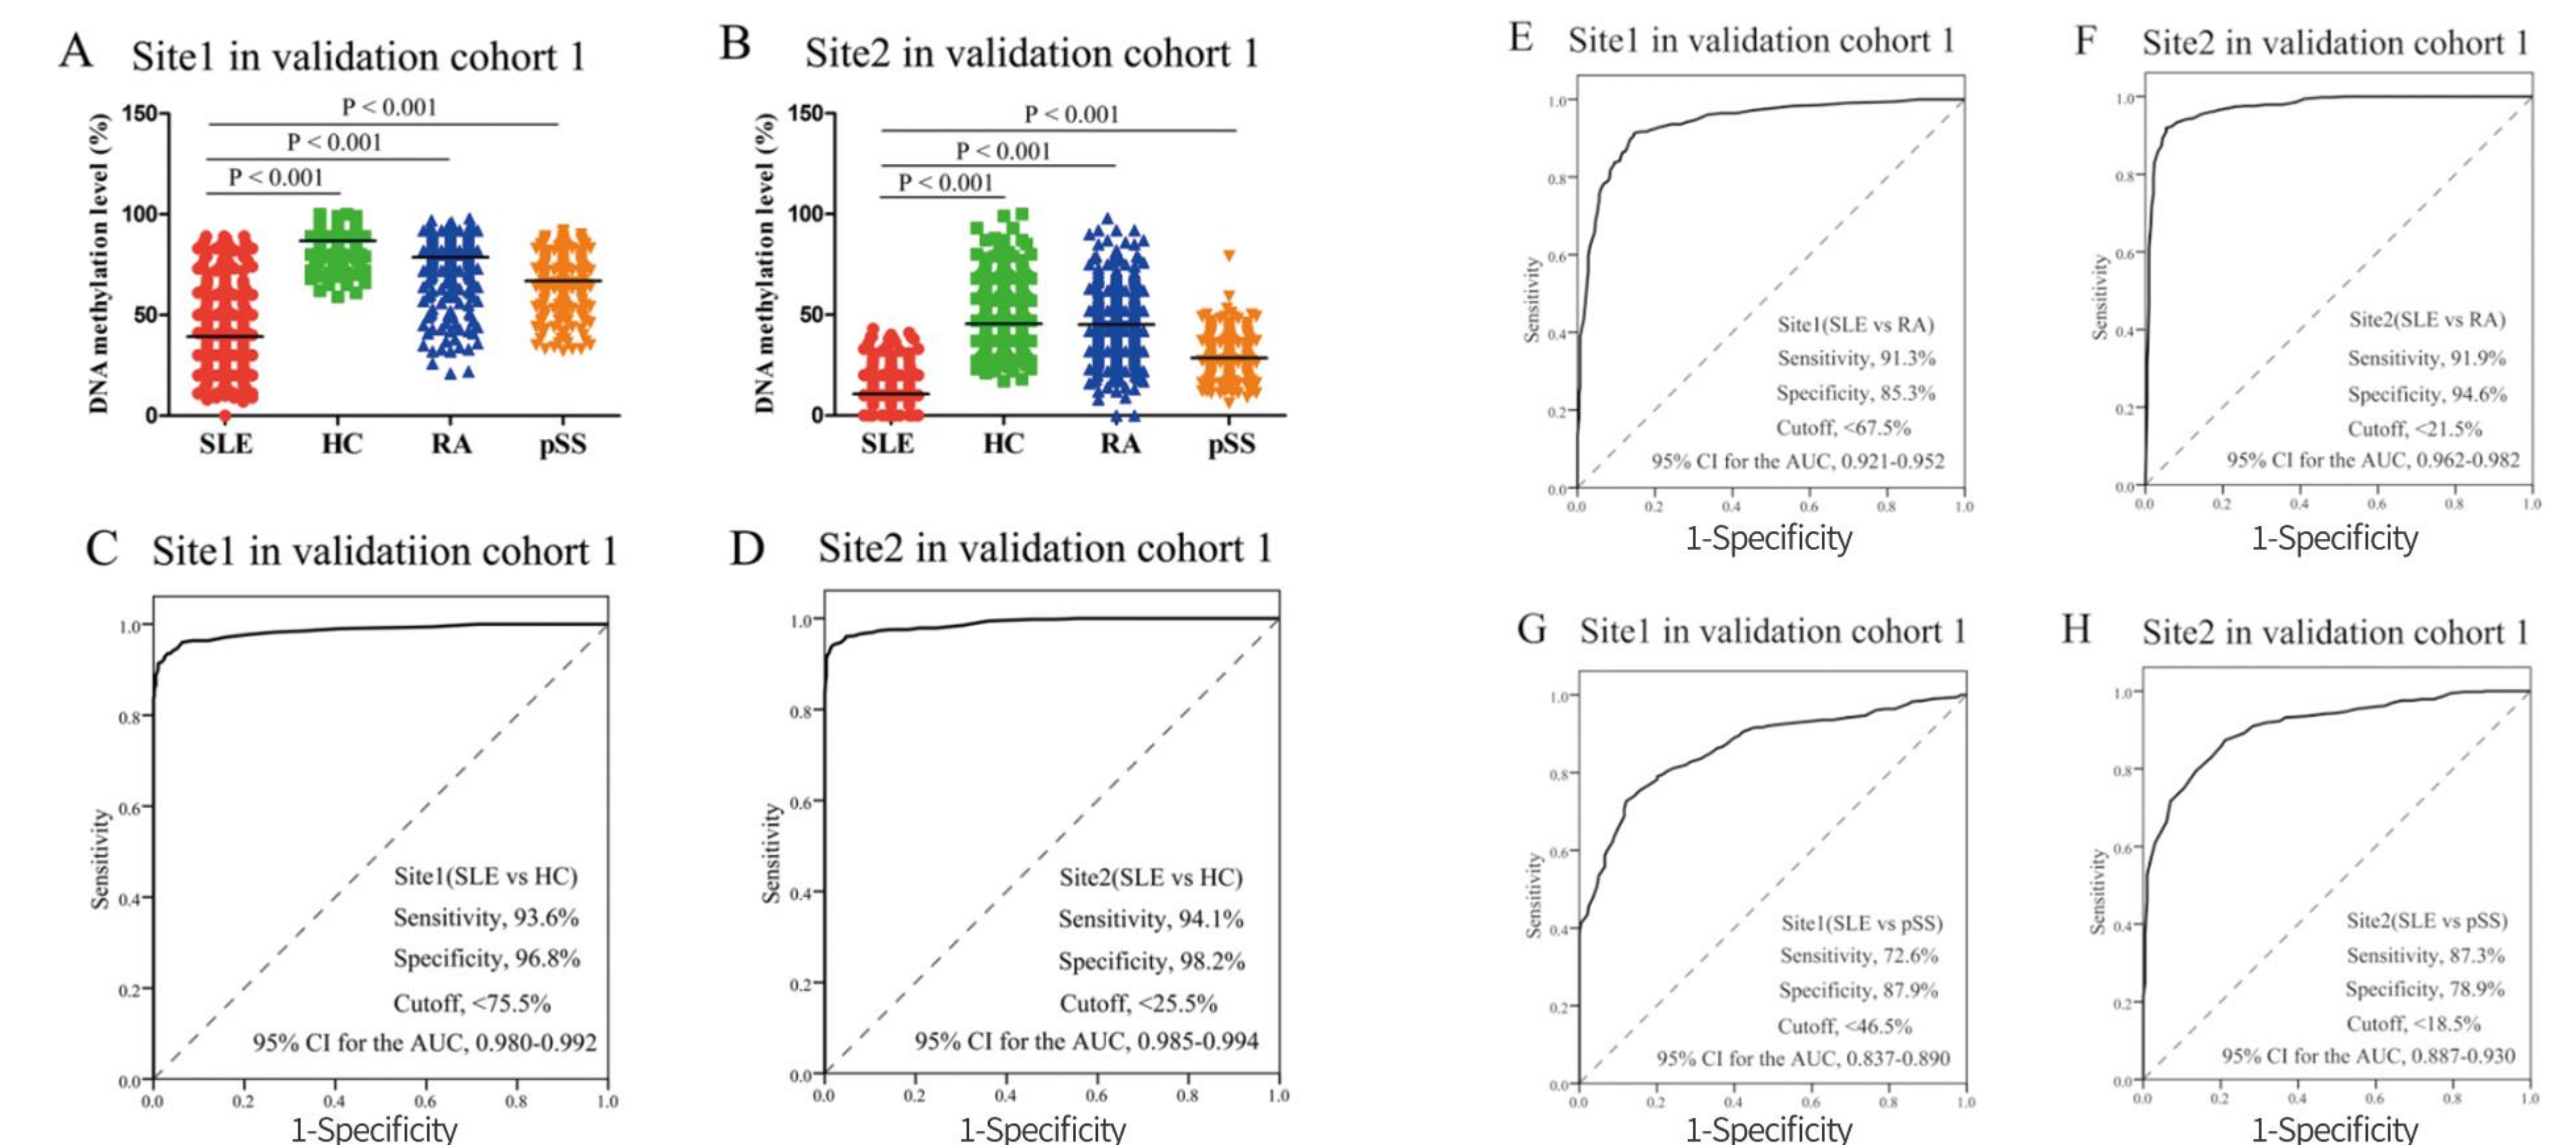 A Site1 in validation cohort 1
DNA methylation level (%)
150
100
50
0
P < 0.001
P < 0.001
P < 0.001
SLE HC RA pSS
B Site2 in validation cohort 1
DNA methylation level (%)
150
100
50
0
P < 0.001
P < 0.001
P < 0.001
SLE HC RA pSS
C Site1 in validatiion cohort 1
Sensitivity
1.0
0.8
0.6
0.4
0.2
0.0
Site1(SLE vs HC)
Sensitivity, 93.6%
Specificity, 96.8%
Cutoff, <75.5%
95% CI for the AUC, 0.980-0.992
0.0 0.2 0.4 0.6 0.8 1.0
1-Specificity
D Site2 in validation cohort 1
Sensitivity
1.0
0.8
0.6
0.4
0.2
0.0
Site2(SLE vs HC)
Sensitivity, 94.1%
Specificity, 98.2%
Cutoff, <25.5%
95% CI for the AUC, 0.985-0.994
0.0 0.2 0.4 0.6 0.8 1.0
1-Specificity
E Site1 in validation cohort 1
Sensitivity
1.0
0.8
0.6
0.4
0.2
0.0
Site1(SLE vs RA)
Sensitivity, 91.3%
Specificity, 85.3%
Cutoff, <67.5%
95% CI for the AUC, 0.921-0.952
0.0 0.2 0.4 0.6 0.8 1.0
1-Specificity
F Site2 in validation cohort 1
Sensitivity
1.0
0.8
0.6
0.4
0.2
0.0
Site2(SLE vs RA)
Sensitivity, 91.9%
Specificity, 94.6%
Cutoff, <21.5%
95% CI for the AUC, 0.962-0.982
0.0 0.2 0.4 0.6 0.8 1.0
1-Specificity
G Site1 in validation cohort 1
Sensitivity
1.0
0.8
0.6
0.4
0.2
0.0
Site1(SLE vs pSS)
Sensitivity, 72.6%
Specificity, 87.9%
Cutoff, <46.5%
95% CI for the AUC, 0.837-0.890
0.0 0.2 0.4 0.6 0.8 1.0
1-Specificity
H Site2 in validation cohort 1
Sensitivity
1.0
0.8
0.6
0.4
0.2
0.0
Site2(SLE vs pSS)
Sensitivity, 87.3%
Specificity, 78.9%
Cutoff, <18.5%
95% CI for the AUC, 0.887-0.930
0.0 0.2 0.4 0.6 0.8 1.0
1-Specificity